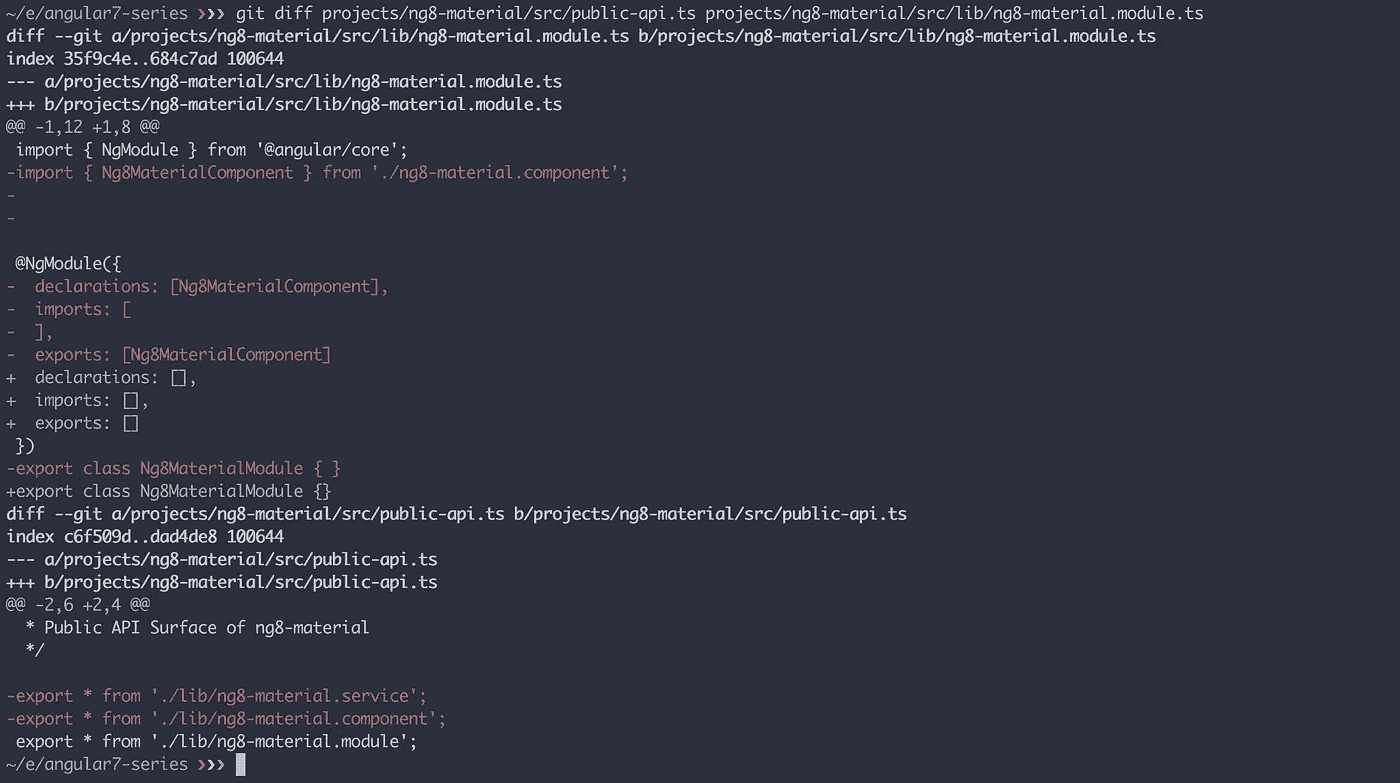 ~/e/angular7-series ❯❯❯ git diff projects/ng8-material/src/public-api.ts projects/ng8-material/src/lib/ng8-material.module.ts
diff --git a/projects/ng8-material/src/lib/ng8-material.module.ts b/projects/ng8-material/src/lib/ng8-material.module.ts
index 35f9c4e..684c7ad 100644
--- a/projects/ng8-material/src/lib/ng8-material.module.ts
+++ b/projects/ng8-material/src/lib/ng8-material.module.ts
@@ -1,12 +1,8 @@
 import { NgModule } from '@angular/core';
-import { Ng8MaterialComponent } from './ng8-material.component';
-
-

 @NgModule({
-  declarations: [Ng8MaterialComponent],
-  imports: [
-  ],
-  exports: [Ng8MaterialComponent]
+  declarations: [],
+  imports: [],
+  exports: []
 })
-export class Ng8MaterialModule { }
+export class Ng8MaterialModule {}
diff --git a/projects/ng8-material/src/public-api.ts b/projects/ng8-material/src/public-api.ts
index c6f509d..dad4de8 100644
--- a/projects/ng8-material/src/public-api.ts
+++ b/projects/ng8-material/src/public-api.ts
@@ -2,6 +2,4 @@
  * Public API Surface of ng8-material
  */

-export * from './lib/ng8-material.service';
-export * from './lib/ng8-material.component';
 export * from './lib/ng8-material.module';
~/e/angular7-series ❯❯❯